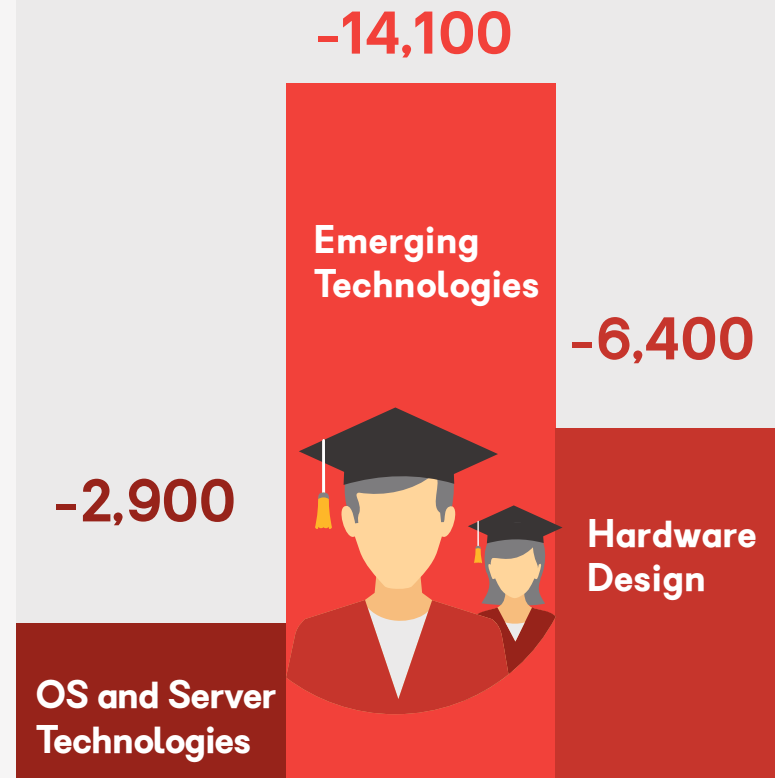 -14,100
Emerging
Technologies
-6,400
-2,900
Hardware
Design
OS and Server
Technologies